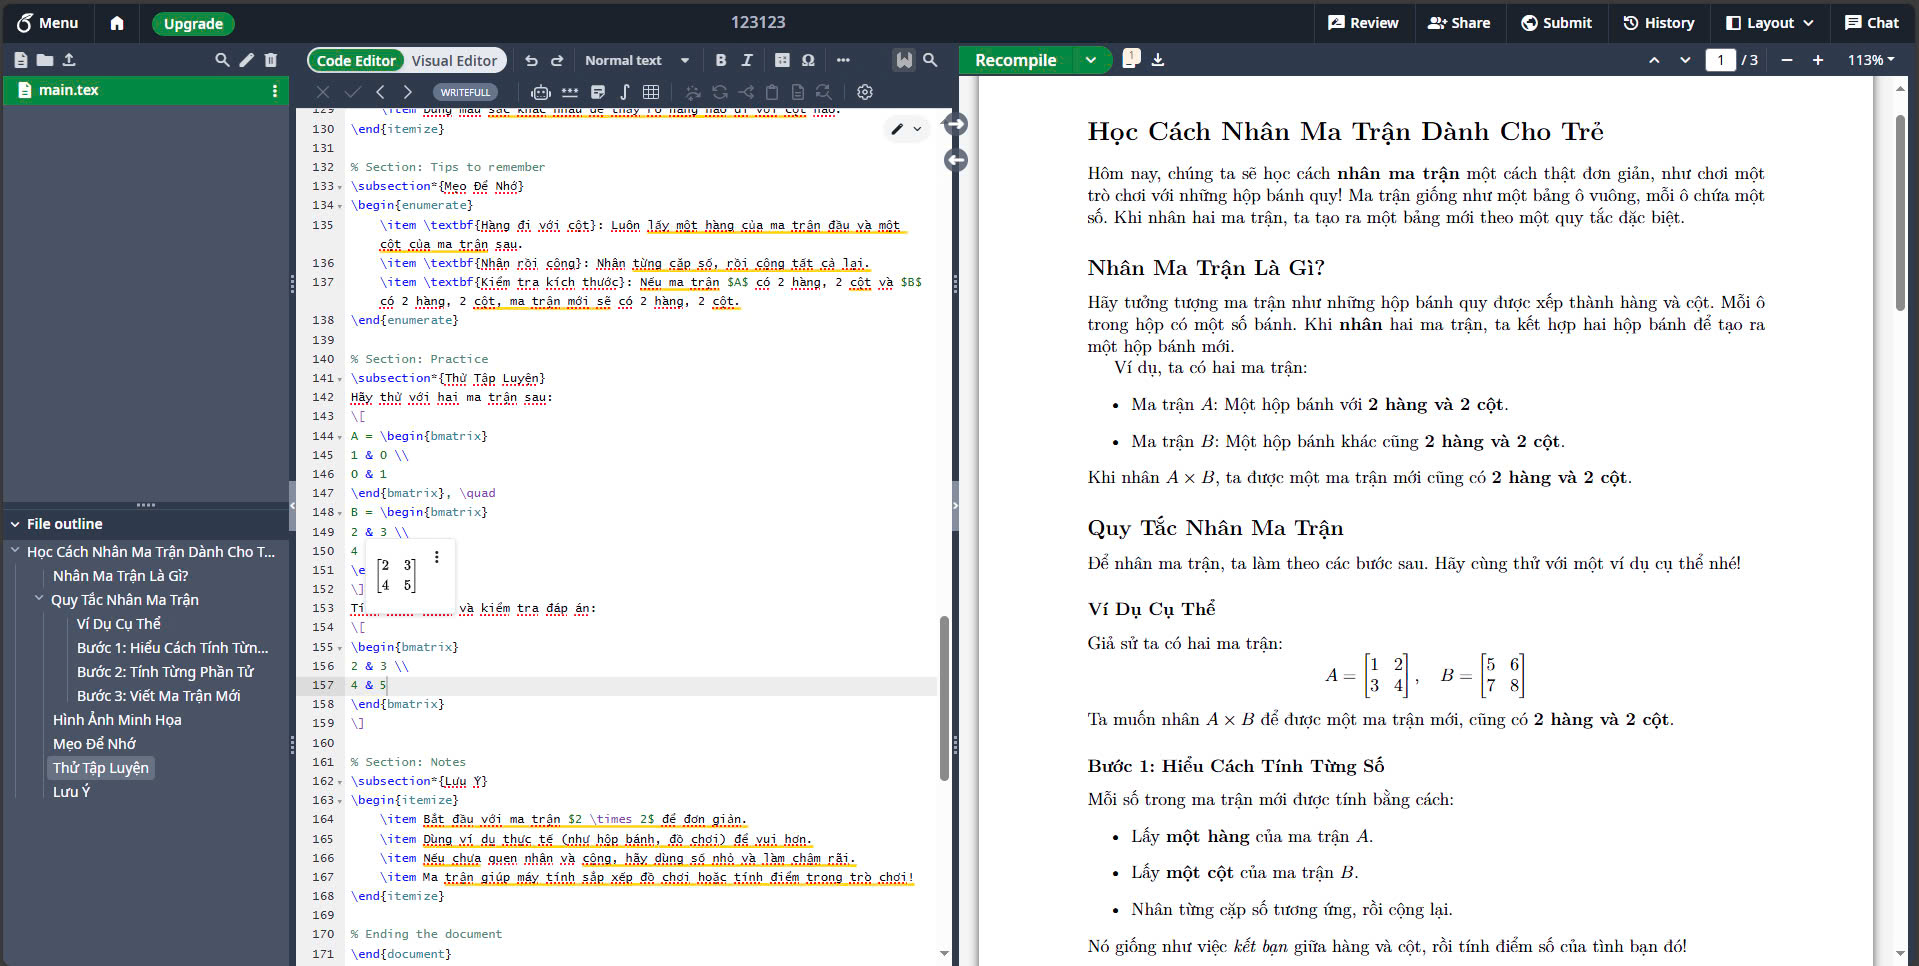 Menu
Upgrade
123123
Review
Share
Submit
History
Layout
Chat
Code Editor
Visual Editor
Normal text
B I
Ω
Recompile
1
1 / 3
113%
WRITEFULL
main.tex
File outline
Học Cách Nhân Ma Trận Dành Cho T...
Nhân Ma Trận Là Gì?
Quy Tắc Nhân Ma Trận
Ví Dụ Cụ Thể
Bước 1: Hiểu Cách Tính Từn...
Bước 2: Tính Từng Phần Tử
Bước 3: Viết Ma Trận Mới
Hình Ảnh Minh Họa
Mẹo Để Nhớ
Thử Tập Luyện
Lưu Ý
129 \item Dùng màu sắc khác nhau để thấy rõ hàng nào đi với cột nào.
130 \end{itemize}
131
132 % Section: Tips to remember
133 \subsection*{Mẹo Để Nhớ}
134 \begin{enumerate}
135 \item \textbf{Hàng đi với cột}: Luôn lấy một hàng của ma trận đầu và một
cột của ma trận sau.
136 \item \textbf{Nhân rồi cộng}: Nhân từng cặp số, rồi cộng tất cả lại.
137 \item \textbf{Kiểm tra kích thước}: Nếu ma trận $A$ có 2 hàng, 2 cột và $B$
có 2 hàng, 2 cột, ma trận mới sẽ có 2 hàng, 2 cột.
138 \end{enumerate}
139
140 % Section: Practice
141 \subsection*{Thử Tập Luyện}
142 Hãy thử với hai ma trận sau:
143 \[
144 A = \begin{bmatrix}
145 1 & 0 \\
146 0 & 1
147 \end{bmatrix}, \quad
148 B = \begin{bmatrix}
149 2 & 3 \\
150 4
151 \e
152 \]
153 Tí và kiểm tra đáp án:
[2 3
4 5]
154 \[
155 \begin{bmatrix}
156 2 & 3 \\
157 4 & 5
158 \end{bmatrix}
159 \]
160
161 % Section: Notes
162 \subsection*{Lưu Ý}
163 \begin{itemize}
164 \item Bắt đầu với ma trận $2 \times 2$ để đơn giản.
165 \item Dùng ví dụ thực tế (như hộp bánh, đồ chơi) để vui hơn.
166 \item Nếu chưa quen nhân và cộng, hãy dùng số nhỏ và làm chậm rãi.
167 \item Ma trận giúp máy tính sắp xếp đồ chơi hoặc tính điểm trong trò chơi!
168 \end{itemize}
169
170 % Ending the document
171 \end{document}
Học Cách Nhân Ma Trận Dành Cho Trẻ
Hôm nay, chúng ta sẽ học cách nhân ma trận một cách thật đơn giản, như chơi một
trò chơi với những hộp bánh quy! Ma trận giống như một bảng ô vuông, mỗi ô chứa một
số. Khi nhân hai ma trận, ta tạo ra một bảng mới theo một quy tắc đặc biệt.
Nhân Ma Trận Là Gì?
Hãy tưởng tượng ma trận như những hộp bánh quy được xếp thành hàng và cột. Mỗi ô
trong hộp có một số bánh. Khi nhân hai ma trận, ta kết hợp hai hộp bánh để tạo ra
một hộp bánh mới.
Ví dụ, ta có hai ma trận:
• Ma trận A: Một hộp bánh với 2 hàng và 2 cột.
• Ma trận B: Một hộp bánh khác cũng 2 hàng và 2 cột.
Khi nhân A × B, ta được một ma trận mới cũng có 2 hàng và 2 cột.
Quy Tắc Nhân Ma Trận
Để nhân ma trận, ta làm theo các bước sau. Hãy cùng thử với một ví dụ cụ thể nhé!
Ví Dụ Cụ Thể
Giả sử ta có hai ma trận:
A = [1 2
3 4], B = [5 6
7 8]
Ta muốn nhân A × B để được một ma trận mới, cũng có 2 hàng và 2 cột.
Bước 1: Hiểu Cách Tính Từng Số
Mỗi số trong ma trận mới được tính bằng cách:
• Lấy một hàng của ma trận A.
• Lấy một cột của ma trận B.
• Nhân từng cặp số tương ứng, rồi cộng lại.
Nó giống như việc kết bạn giữa hàng và cột, rồi tính điểm số của tình bạn đó!